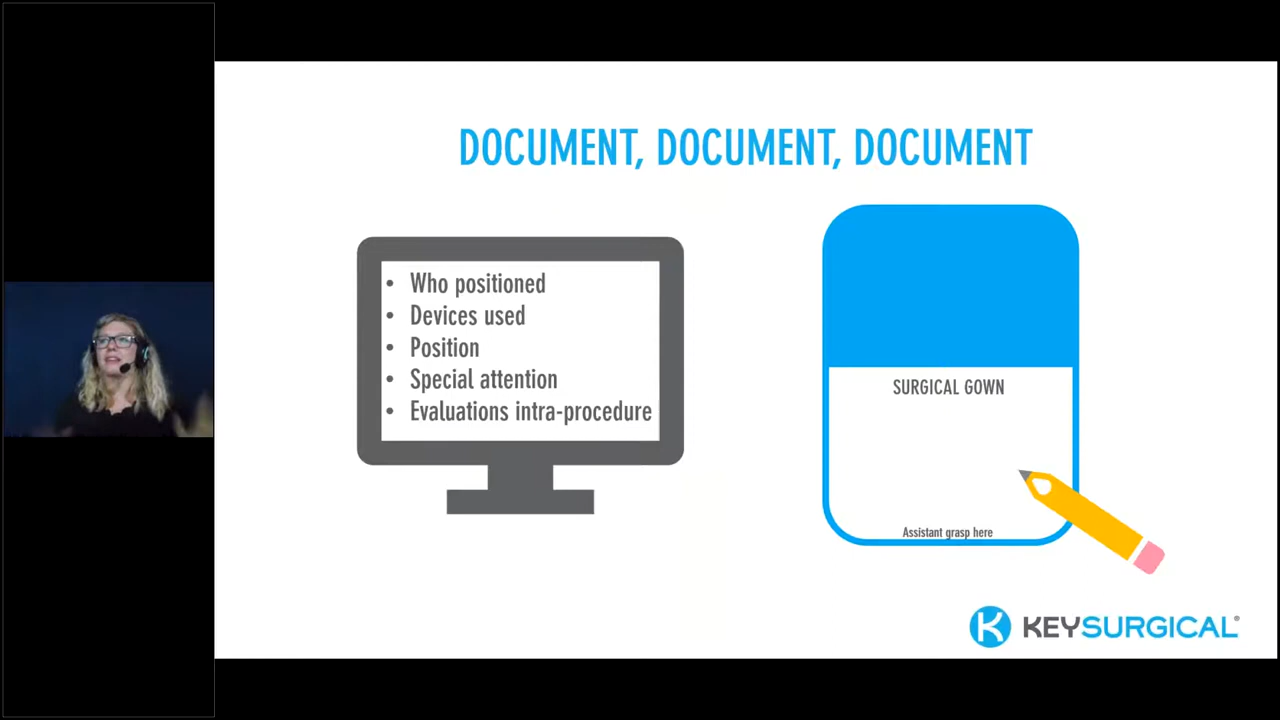 DOCUMENT, DOCUMENT, DOCUMENT
• Who positioned
• Devices used
• Position
• Special attention
• Evaluations intra-procedure
SURGICAL GOWN
Assistant grasp here
K KEYSURGICAL®